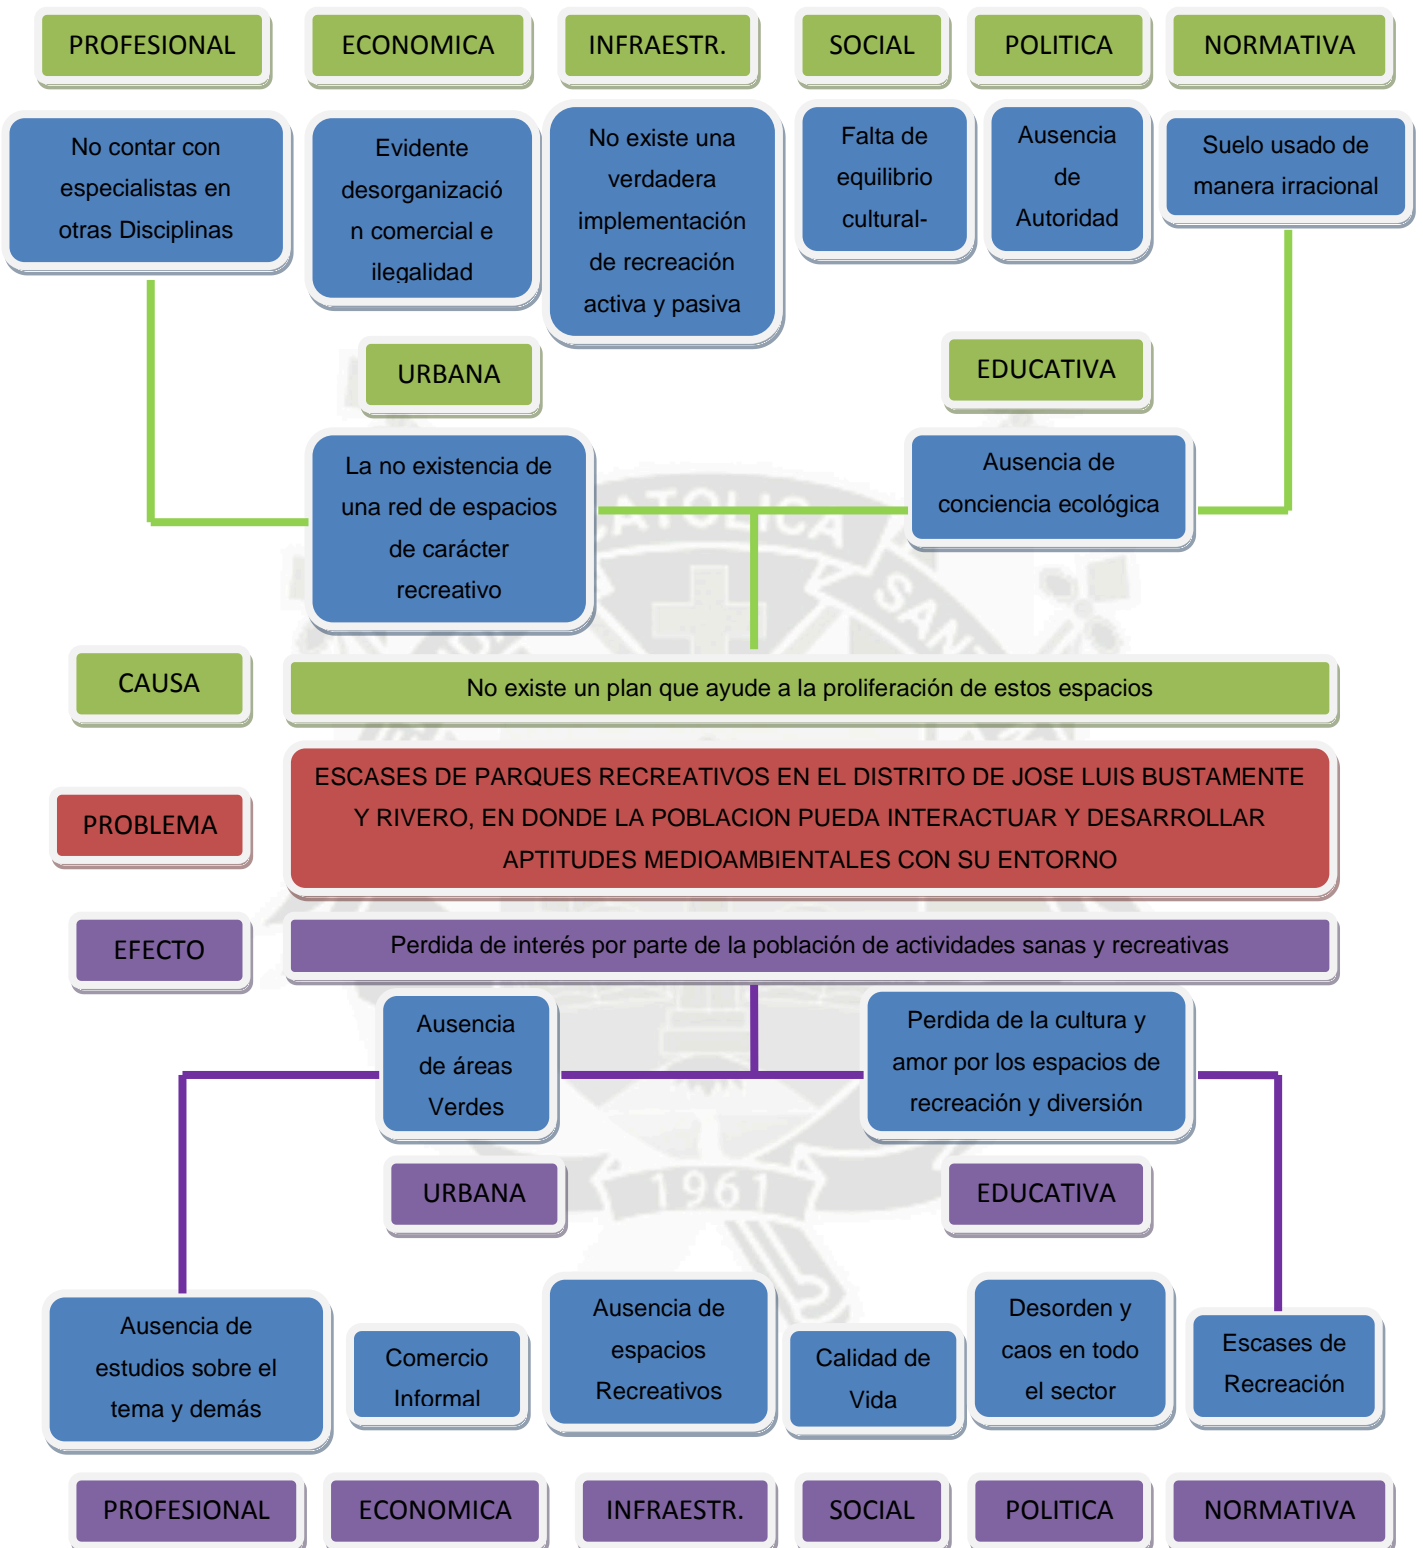 PROFESIONAL
ECONOMICA
INFRAESTR.
SOCIAL
POLITICA
NORMATIVA
No contar con
especialistas en
otras Disciplinas
Evidente
desorganizació
n comercial e
ilegalidad
No existe una
verdadera
implementación
de recreación
activa y pasiva
Falta de
equilibrio
cultural-
Ausencia
de
Autoridad
Suelo usado de
manera irracional
URBANA
EDUCATIVA
La no existencia de
una red de espacios
de carácter
recreativo
Ausencia de
conciencia ecológica
CATOLICA
CAUSA
No existe un plan que ayude a la proliferación de estos espacios
PROBLEMA
ESCASES DE PARQUES RECREATIVOS EN EL DISTRITO DE JOSE LUIS BUSTAMENTE
Y RIVERO, EN DONDE LA POBLACION PUEDA INTERACTUAR Y DESARROLLAR
APTITUDES MEDIOAMBIENTALES CON SU ENTORNO
EFECTO
Perdida de interés por parte de la población de actividades sanas y recreativas
Ausencia
de áreas
Verdes
Perdida de la cultura y
amor por los espacios de
recreación y diversión
URBANA
1961
EDUCATIVA
Ausencia de
estudios sobre el
tema y demás
Comercio
Informal
Ausencia de
espacios
Recreativos
Calidad de
Vida
Desorden y
caos en todo
el sector
Escases de
Recreación
PROFESIONAL
ECONOMICA
INFRAESTR.
SOCIAL
POLITICA
NORMATIVA